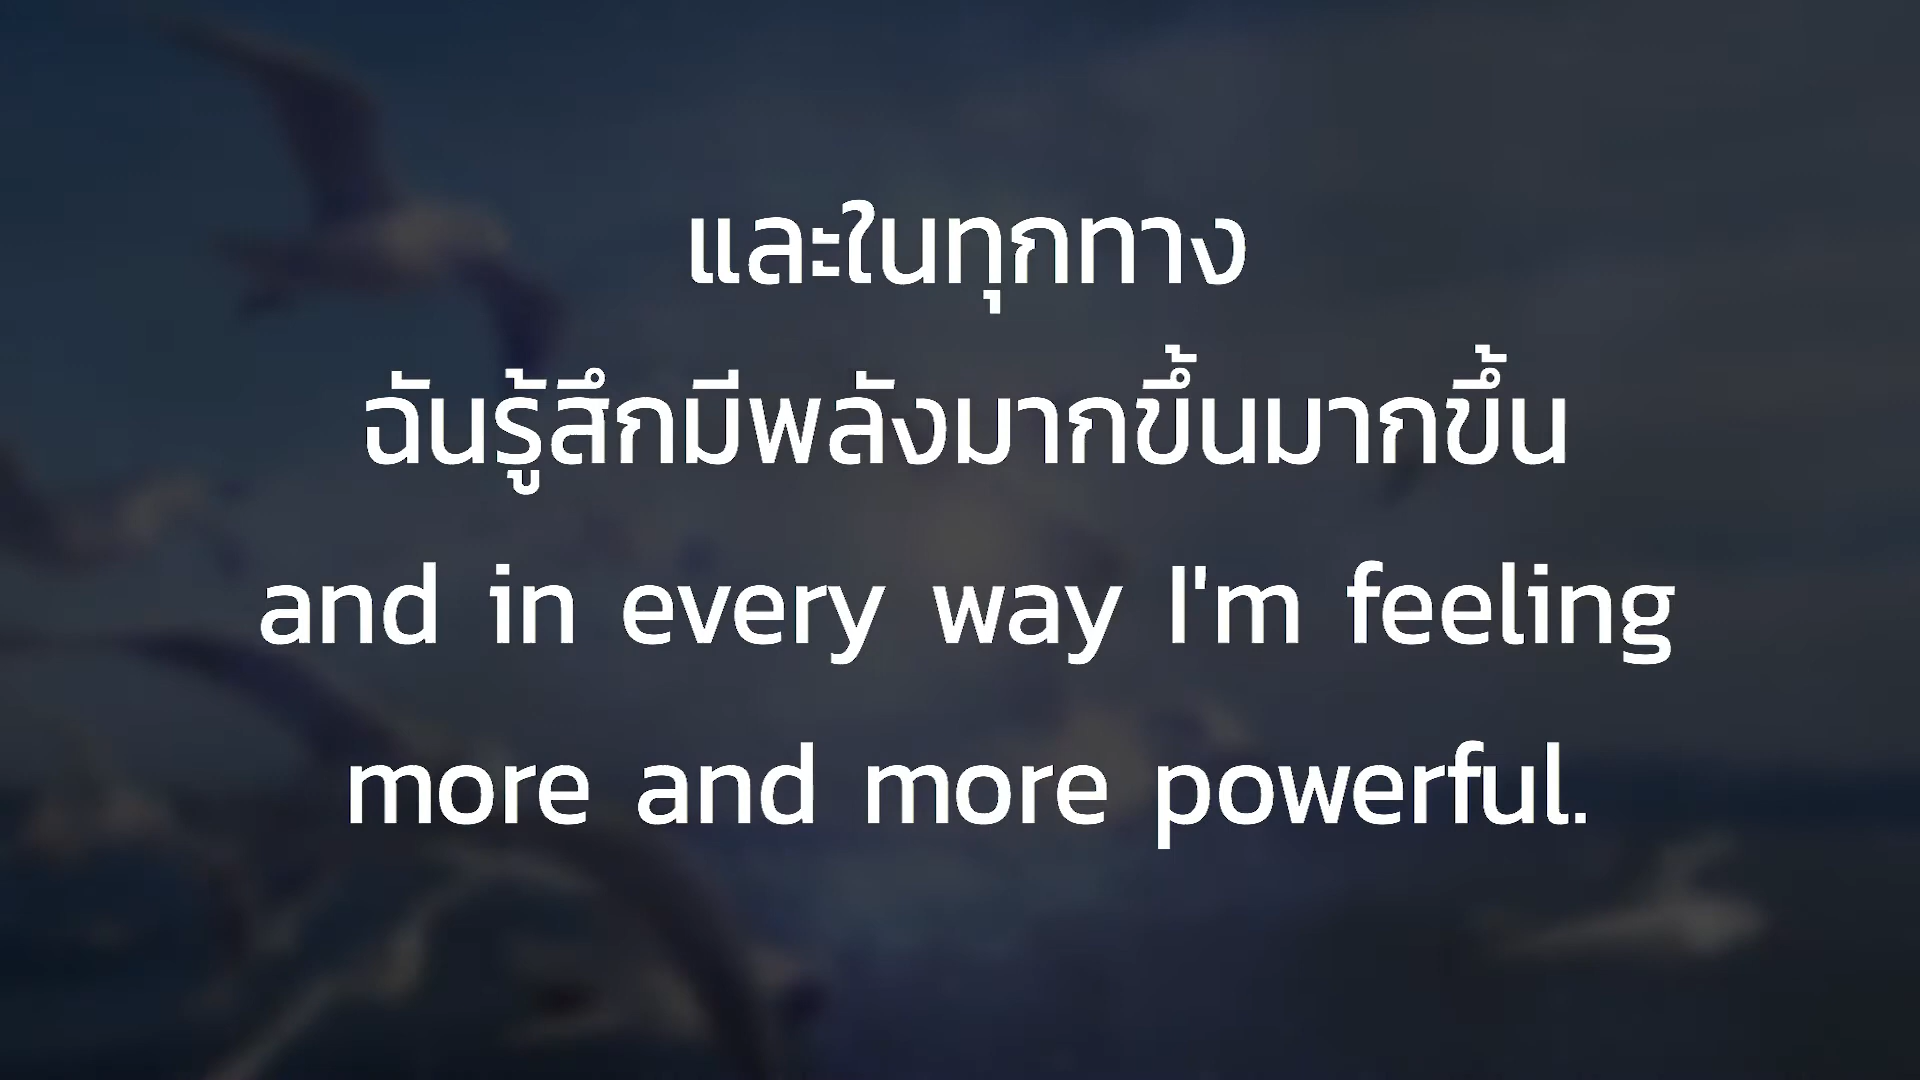 และในทุกทาง
ฉันรู้สึกมีพลังมากขึ้นมากขึ้น
and in every way I'm feeling
more and more powerful.